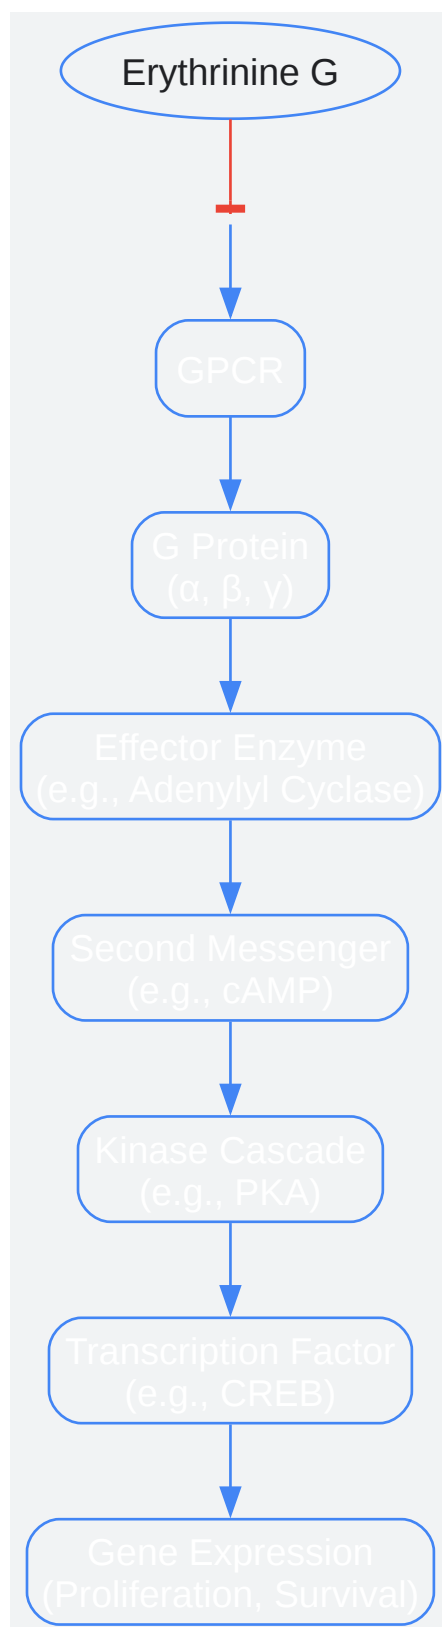 Erythrinine G
GPCR
G Protein
(α, β, γ)
Effector Enzyme
(e.g., Adenylyl Cyclase)
Second Messenger
(e.g., cAMP)
Kinase Cascade
(e.g., PKA)
Transcription Factor
(e.g., CREB)
Gene Expression
(Proliferation, Survival)